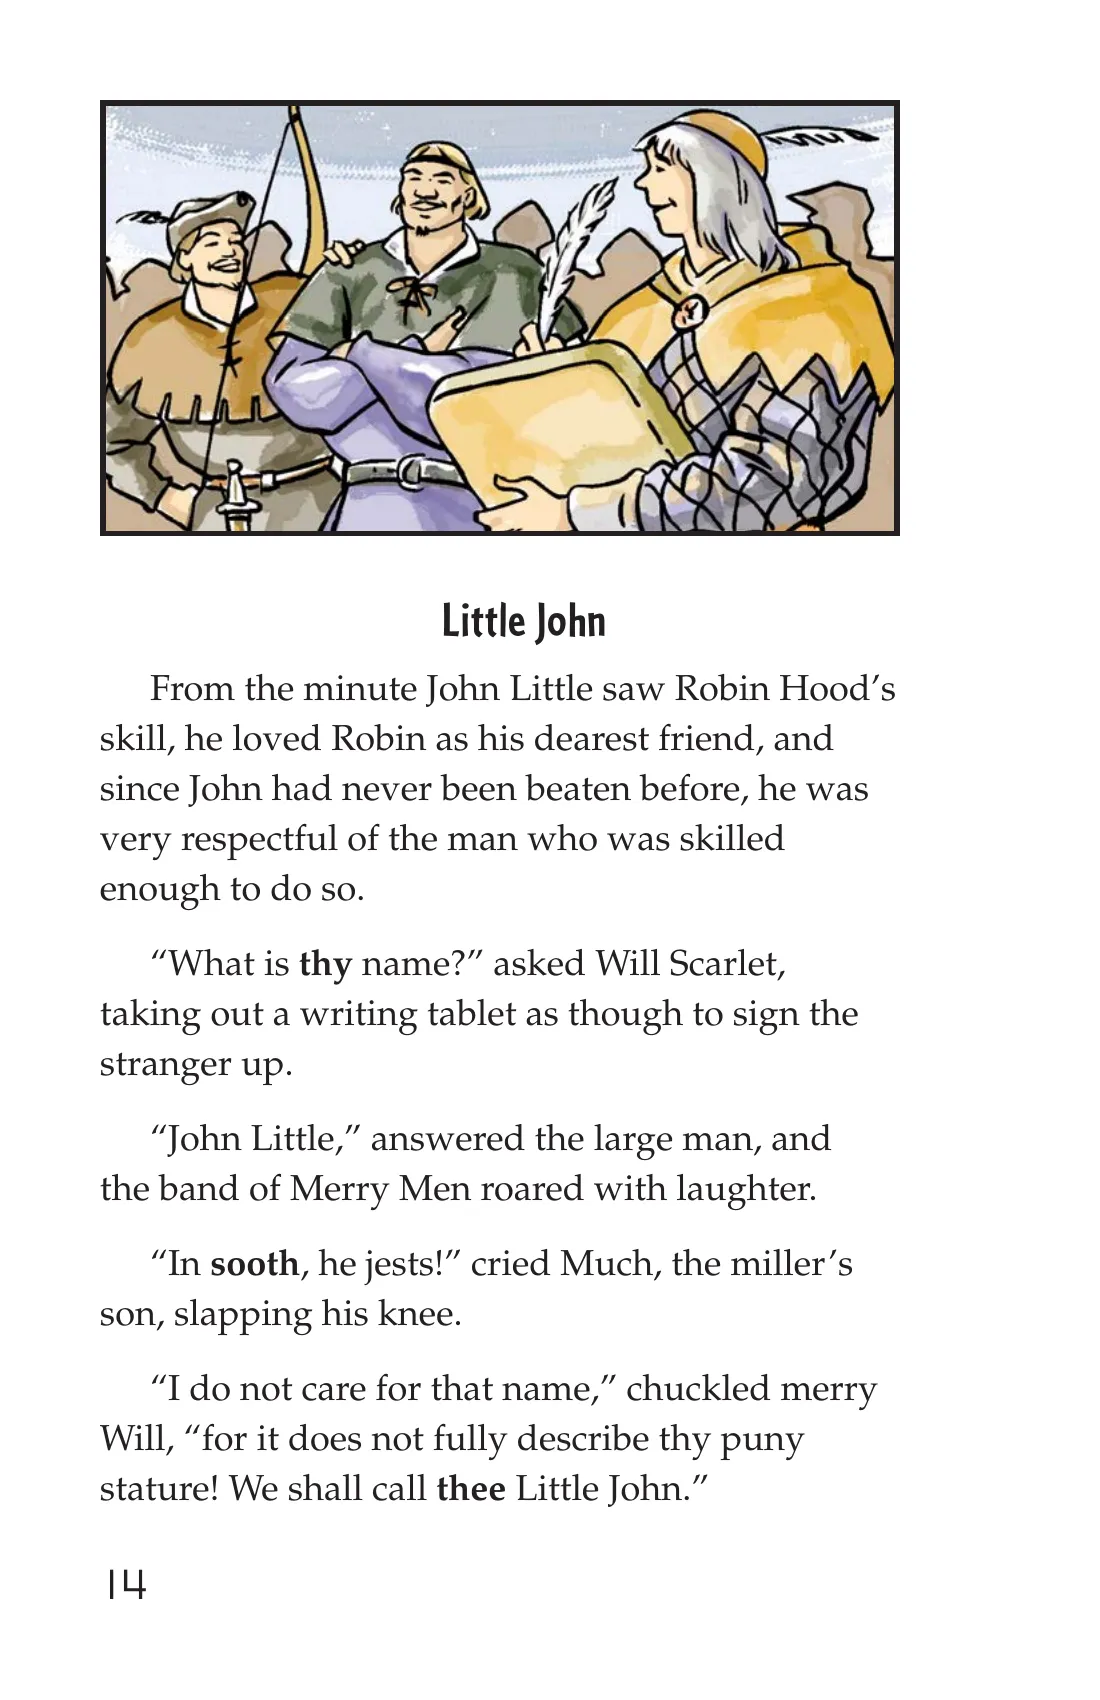 Little John
From the minute John Little saw Robin Hood’s
skill, he loved Robin as his dearest friend, and
since John had never been beaten before, he was
very respectful of the man who was skilled
enough to do so.
“What is thy name?” asked Will Scarlet,
taking out a writing tablet as though to sign the
stranger up.
“John Little,” answered the large man, and
the band of Merry Men roared with laughter.
“In sooth, he jests!” cried Much, the miller’s
son, slapping his knee.
“I do not care for that name,” chuckled merry
Will, “for it does not fully describe thy puny
stature! We shall call thee Little John.”
14